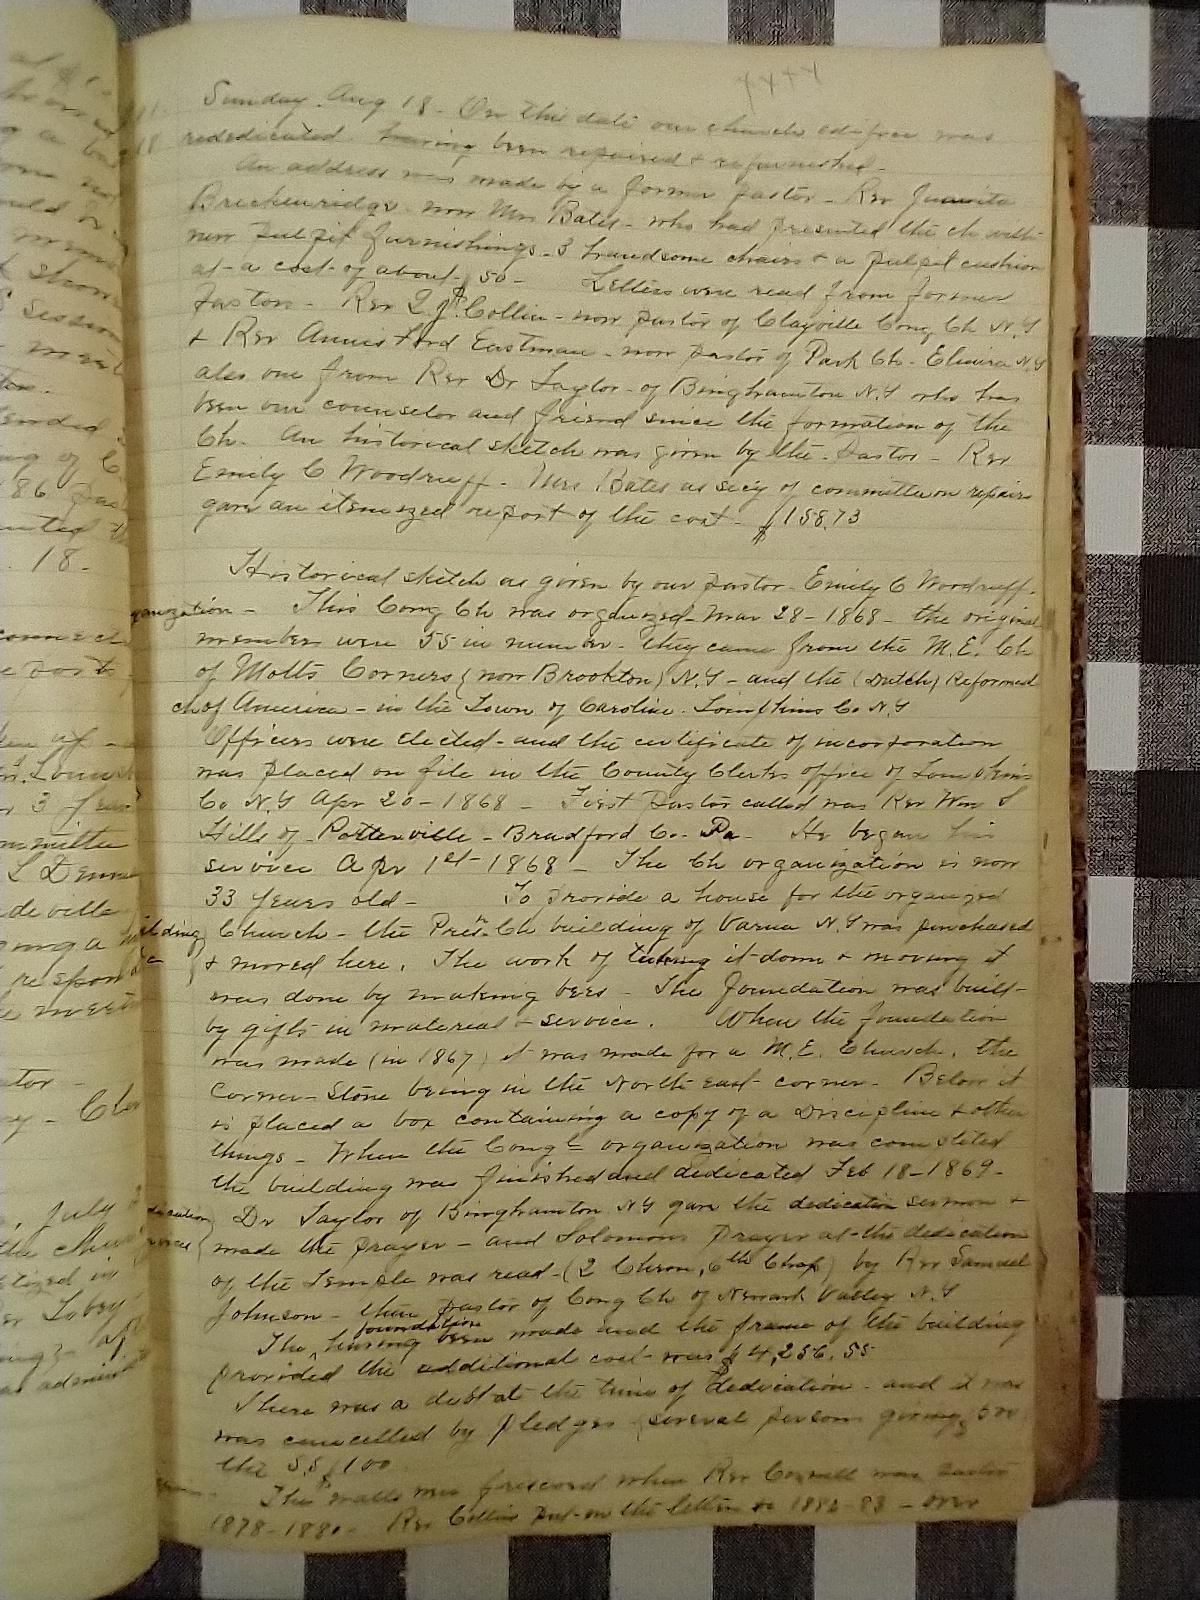 Sunday Aug 18 - On this date our church edifice was
rededicated having been repaired & refurnished -
An address was made by a former pastor - Rev Juanita
Breckenridge - now Mrs Bates - who had presented the ch with
new pulpit furnishings - 3 handsome chairs & a pulpit cushion
at a cost of about $50 - Letters were read from former
Pastors - Rev Collin - now pastor of Clayville Cong Ch N.Y
& Rev Annis Ford Eastman - now pastor of Park Ch - Elmira N.Y
also one from Rev Dr Taylor - of Binghamton N.Y who has
been our counselor and friend since the formation of the
Ch. An historical sketch was given by the Pastor - Rev
Emily C Woodruff - Mrs Bates as secy of committee on repairs
gave an itemized report of the cost - $158,73
Historical sketch as given by our pastor - Emily C Woodruff.
ganization - This Cong Ch was organized - Mar 28 - 1868 - the original
members were 55 in number - they came from the M.E. Ch
of Motts Corners (now Brookton) N.Y - and the (Dutch) Reformed
ch of America - in the Town of Caroline - Tompkins Co N.Y
Officers were elected - and the certificate of incorporation
was placed on file in the County Clerks office of Tompkins
Co N.Y Apr 20 - 1868 - First Pastor called was Rev Wm S
Hills of - Potterville - Bradford Co - Pa - He began his
service Apr 1st - 1868 - The Ch organization is now
33 years old - To provide a house for the organized
Church - the Pres. Ch building of Varna N.Y was purchased
& moved here. The work of taking it down & moving it
was done by making bees - The foundation was built -
by gifts in material & service. When the foundation
was made (in 1867) it was made for a M.E. Church, the
Corner - Stone being in the North east corner - Below it
is placed a box containing a copy of a Discipline & other
things - When the Congl organization was completed
the building was finished and dedicated Feb 18 - 1869 -
Dr Taylor of Binghamton N.Y gave the dedication sermon &
made the prayer - and Solomons Prayer at the dedication
of the Temple was read - (2 Chron, 6th Chap) by Rev Samuel
Johnson - then pastor of Cong Ch of Newark Valley N.Y
The foundation having been made and the frame of the building
provided the additional cost was $4,256.55
There was a debt at the time of dedication - and it was
was cancelled by pledges several persons giving 500
the S.S $100
The walls were frescoed when Rev was Pastor
1878 - 1880 - Rev Collin put on the letters in 1882-83 - over